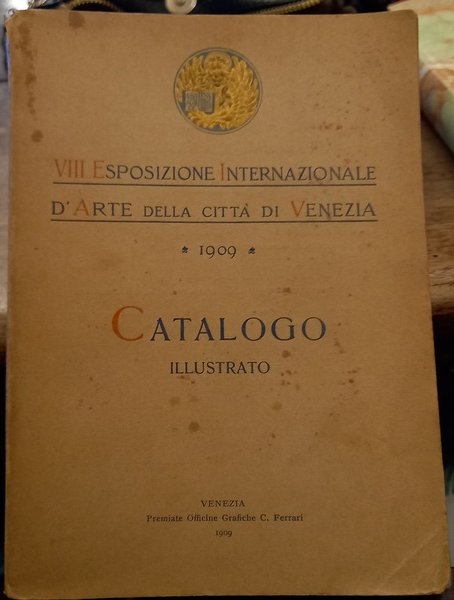 VIII ESPOSIZIONE INTERNAZIONALE
D'ARTE DELLA CITTÀ DI VENEZIA
* 1909 *
CATALOGO
ILLUSTRATO
VENEZIA
Premiate Officine Grafiche C. Ferrari
1909